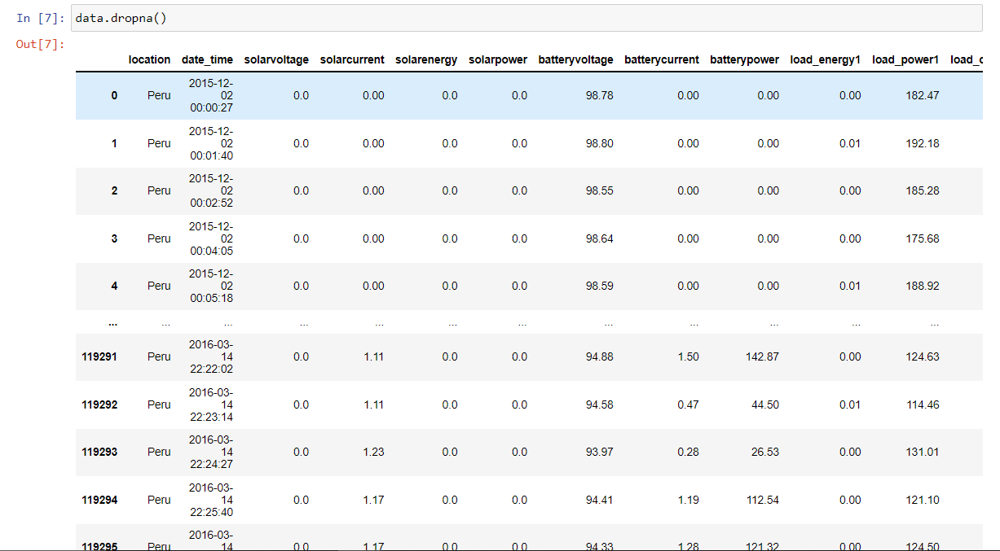 In [7]: data.dropna()
Out[7]:
location date_time solarvoltage solarcurrent solarenergy solarpower batteryvoltage batterycurrent batterypower load_energy1 load_power1 load_c
0 Peru 2015-12-02 00:00:27 0.0 0.00 0.0 0.0 98.78 0.00 0.00 0.00 182.47
1 Peru 2015-12-02 00:01:40 0.0 0.00 0.0 0.0 98.80 0.00 0.00 0.01 192.18
2 Peru 2015-12-02 00:02:52 0.0 0.00 0.0 0.0 98.55 0.00 0.00 0.00 185.28
3 Peru 2015-12-02 00:04:05 0.0 0.00 0.0 0.0 98.64 0.00 0.00 0.00 175.68
4 Peru 2015-12-02 00:05:18 0.0 0.00 0.0 0.0 98.59 0.00 0.00 0.01 188.92
... ... ... ... ... ... ... ... ... ... ... ...
119291 Peru 2016-03-14 22:22:02 0.0 1.11 0.0 0.0 94.88 1.50 142.87 0.00 124.63
119292 Peru 2016-03-14 22:23:14 0.0 1.11 0.0 0.0 94.58 0.47 44.50 0.01 114.46
119293 Peru 2016-03-14 22:24:27 0.0 1.23 0.0 0.0 93.97 0.28 26.53 0.00 131.01
119294 Peru 2016-03-14 22:25:40 0.0 1.17 0.0 0.0 94.41 1.19 112.54 0.00 121.10
119295 Peru 2016-03-14 0.0 1.17 0.0 0.0 94.33 1.28 121.32 0.00 124.50